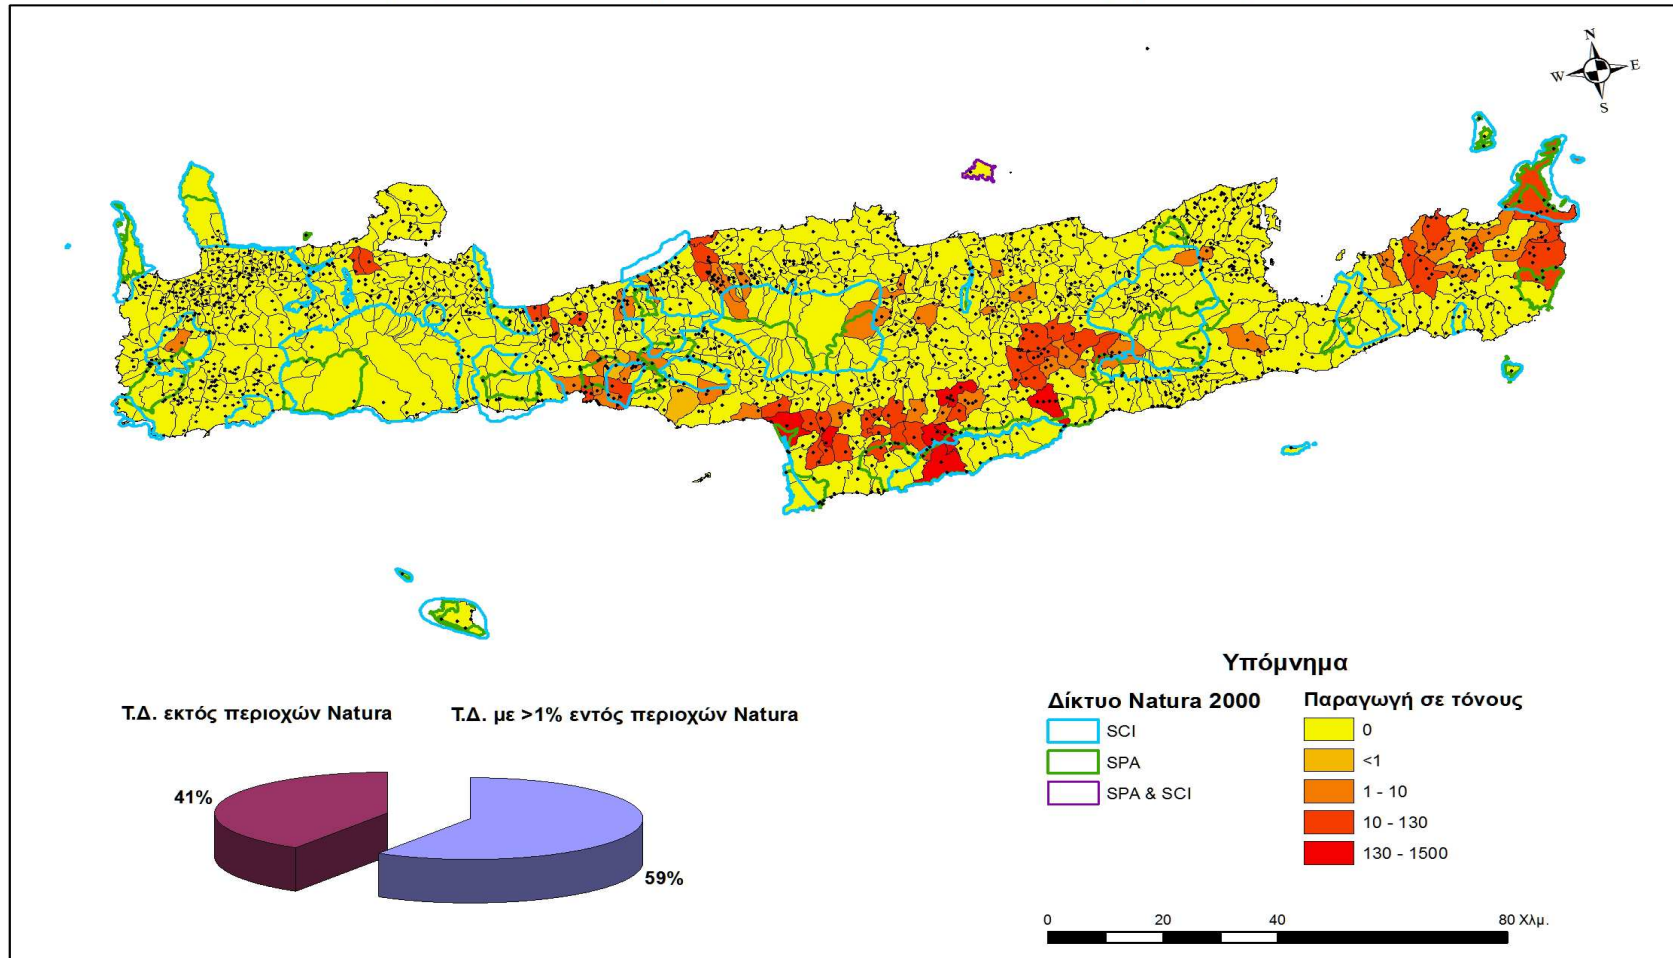 N
W E
S
Υπόμνημα
Δίκτυο Natura 2000
SCI
SPA
SPA & SCI
Παραγωγή σε τόνους
0
<1
1 - 10
10 - 130
130 - 1500
Τ.Δ. εκτός περιοχών Natura
Τ.Δ. με >1% εντός περιοχών Natura
41%
59%
0 20 40 80 Χλμ.